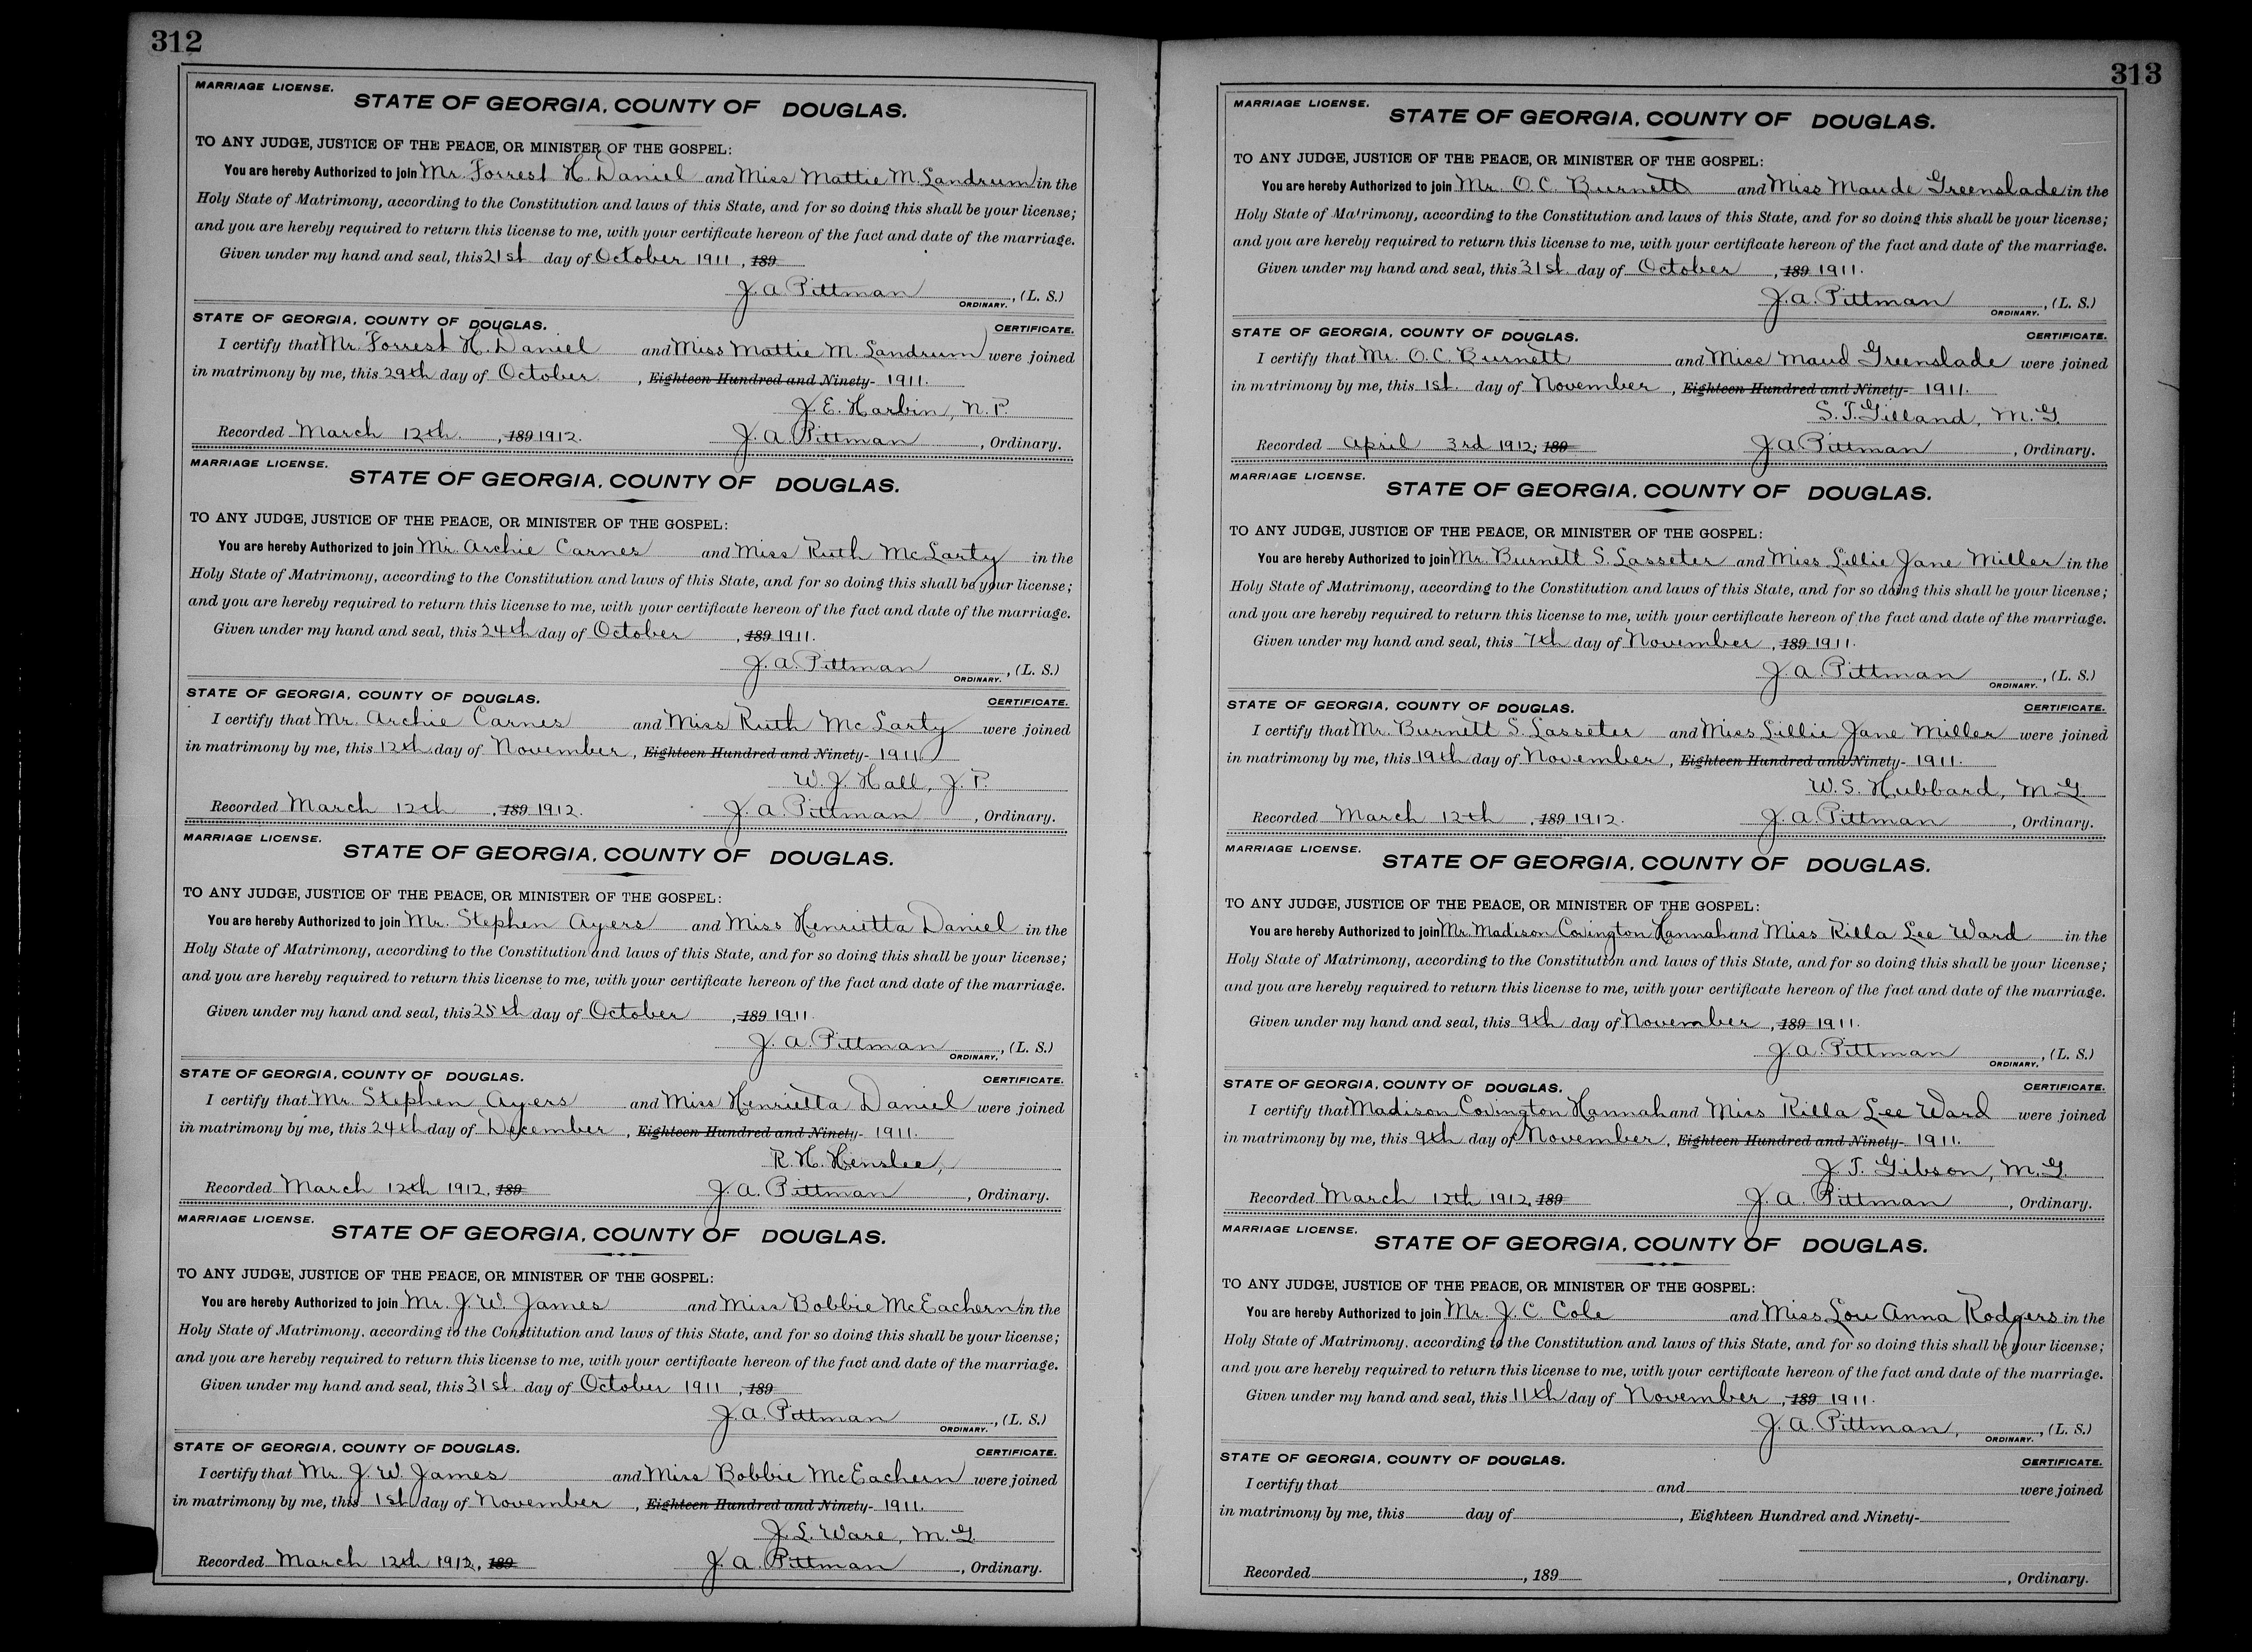 312
MARRIAGE LICENSE.
STATE OF GEORGIA, COUNTY OF DOUGLAS.
TO ANY JUDGE, JUSTICE OF THE PEACE, OR MINISTER OF THE GOSPEL:
You are hereby Authorized to join Mr. Forrest H. Daniel and Miss Mattie M. Landrum in the
Holy State of Matrimony, according to the Constitution and laws of this State, and for so doing this shall be your license;
and you are hereby required to return this license to me, with your certificate hereon of the fact and date of the marriage.
Given under my hand and seal, this 21st day of October 1911, 189
J. A. Pittman, (L. S.)
ORDINARY.
STATE OF GEORGIA, COUNTY OF DOUGLAS. CERTIFICATE.
I certify that Mr. Forrest H. Daniel and Miss Mattie M. Landrum were joined
in matrimony by me, this 29th day of October, Eighteen Hundred and Ninety- 1911.
J. E. Harbin, N. P.
Recorded March 12th, 189 1912. J. A. Pittman, Ordinary.
MARRIAGE LICENSE.
STATE OF GEORGIA, COUNTY OF DOUGLAS.
TO ANY JUDGE, JUSTICE OF THE PEACE, OR MINISTER OF THE GOSPEL:
You are hereby Authorized to join Mr. Archie Carnes and Miss Ruth McLarty in the
Holy State of Matrimony, according to the Constitution and laws of this State, and for so doing this shall be your license;
and you are hereby required to return this license to me, with your certificate hereon of the fact and date of the marriage.
Given under my hand and seal, this 24th day of October, 189 1911.
J. A. Pittman, (L. S.)
ORDINARY.
STATE OF GEORGIA, COUNTY OF DOUGLAS. CERTIFICATE.
I certify that Mr. Archie Carnes and Miss Ruth McLarty were joined
in matrimony by me, this 12th day of November, Eighteen Hundred and Ninety- 1911
W. J. Hall, J. P.
Recorded March 12th, 189 1912. J. A. Pittman, Ordinary.
MARRIAGE LICENSE.
STATE OF GEORGIA, COUNTY OF DOUGLAS.
TO ANY JUDGE, JUSTICE OF THE PEACE, OR MINISTER OF THE GOSPEL:
You are hereby Authorized to join Mr. Stephen Ayers and Miss Henrietta Daniel in the
Holy State of Matrimony, according to the Constitution and laws of this State, and for so doing this shall be your license;
and you are hereby required to return this license to me, with your certificate hereon of the fact and date of the marriage.
Given under my hand and seal, this 25th day of October, 189 1911.
J. A. Pittman, (L. S.)
ORDINARY.
STATE OF GEORGIA, COUNTY OF DOUGLAS. CERTIFICATE.
I certify that Mr. Stephen Ayers and Miss Henrietta Daniel were joined
in matrimony by me, this 24th day of December, Eighteen Hundred and Ninety- 1911.
R. H. Henslee,
Recorded March 12th 1912, 189 J. A. Pittman, Ordinary.
MARRIAGE LICENSE.
STATE OF GEORGIA, COUNTY OF DOUGLAS.
TO ANY JUDGE, JUSTICE OF THE PEACE, OR MINISTER OF THE GOSPEL:
You are hereby Authorized to join Mr. J. W. James and Miss Bobbie McEachern in the
Holy State of Matrimony, according to the Constitution and laws of this State, and for so doing this shall be your license;
and you are hereby required to return this license to me, with your certificate hereon of the fact and date of the marriage.
Given under my hand and seal, this 31st. day of October 1911, 189
J. A. Pittman, (L. S.)
ORDINARY.
STATE OF GEORGIA, COUNTY OF DOUGLAS. CERTIFICATE.
I certify that Mr. J. W. James and Miss Bobbie McEachern were joined
in matrimony by me, this 1st day of November, Eighteen Hundred and Ninety- 1911.
J. L. Ware, M. G.
Recorded March 12th 1912, 189 J. A. Pittman, Ordinary.
313
MARRIAGE LICENSE.
STATE OF GEORGIA, COUNTY OF DOUGLAS.
TO ANY JUDGE, JUSTICE OF THE PEACE, OR MINISTER OF THE GOSPEL:
You are hereby Authorized to join Mr. O. C. Burnett and Miss Maude Greenslade in the
Holy State of Matrimony, according to the Constitution and laws of this State, and for so doing this shall be your license;
and you are hereby required to return this license to me, with your certificate hereon of the fact and date of the marriage.
Given under my hand and seal, this 31st. day of October, 189 1911.
J. A. Pittman, (L. S.)
ORDINARY.
STATE OF GEORGIA, COUNTY OF DOUGLAS. CERTIFICATE.
I certify that Mr. O. C. Burnett and Miss Maud Greenslade were joined
in matrimony by me, this 1st. day of November, Eighteen Hundred and Ninety- 1911.
S. T. Gilland, M. G.
Recorded April 3rd 1912, 189 J A Pittman, Ordinary.
MARRIAGE LICENSE.
STATE OF GEORGIA, COUNTY OF DOUGLAS.
TO ANY JUDGE, JUSTICE OF THE PEACE, OR MINISTER OF THE GOSPEL:
You are hereby Authorized to join Mr. Burnett S. Lasseter and Miss Lillie Jane Miller in the
Holy State of Matrimony, according to the Constitution and laws of this State, and for so doing this shall be your license;
and you are hereby required to return this license to me, with your certificate hereon of the fact and date of the marriage.
Given under my hand and seal, this 7th day of November, 189 1911.
J. A. Pittman, (L. S.)
ORDINARY.
STATE OF GEORGIA, COUNTY OF DOUGLAS. CERTIFICATE.
I certify that Mr. Burnett S. Lasseter and Miss Lillie Jane Miller were joined
in matrimony by me, this 19th day of November, Eighteen Hundred and Ninety- 1911.
W. S. Hubbard, M. G.
Recorded March 12th, 189 1912. J. A. Pittman, Ordinary.
MARRIAGE LICENSE.
STATE OF GEORGIA, COUNTY OF DOUGLAS.
TO ANY JUDGE, JUSTICE OF THE PEACE, OR MINISTER OF THE GOSPEL:
You are hereby Authorized to join Mr. Madison Covington Hannah and Miss Rilla Lee Ward in the
Holy State of Matrimony, according to the Constitution and laws of this State, and for so doing this shall be your license;
and you are hereby required to return this license to me, with your certificate hereon of the fact and date of the marriage.
Given under my hand and seal, this 9th day of November, 189 1911.
J. A. Pittman, (L. S.)
ORDINARY.
STATE OF GEORGIA, COUNTY OF DOUGLAS. CERTIFICATE.
I certify that Madison Covington Hannah and Miss Rilla Lee Ward were joined
in matrimony by me, this 9th day of November, Eighteen Hundred and Ninety- 1911.
J. T. Gibson, M. G
Recorded March 12th 1912, 189 J. A. Pittman, Ordinary.
MARRIAGE LICENSE.
STATE OF GEORGIA, COUNTY OF DOUGLAS.
TO ANY JUDGE, JUSTICE OF THE PEACE, OR MINISTER OF THE GOSPEL:
You are hereby Authorized to join Mr. J. C. Cole and Miss Lou Anna Rodgers in the
Holy State of Matrimony, according to the Constitution and laws of this State, and for so doing this shall be your license;
and you are hereby required to return this license to me, with your certificate hereon of the fact and date of the marriage.
Given under my hand and seal, this 11th day of November, 189 1911.
J. A. Pittman, (L. S.)
ORDINARY.
STATE OF GEORGIA, COUNTY OF DOUGLAS. CERTIFICATE.
I certify that and were joined
in matrimony by me, this day of , Eighteen Hundred and Ninety-
Recorded , 189 , Ordinary.